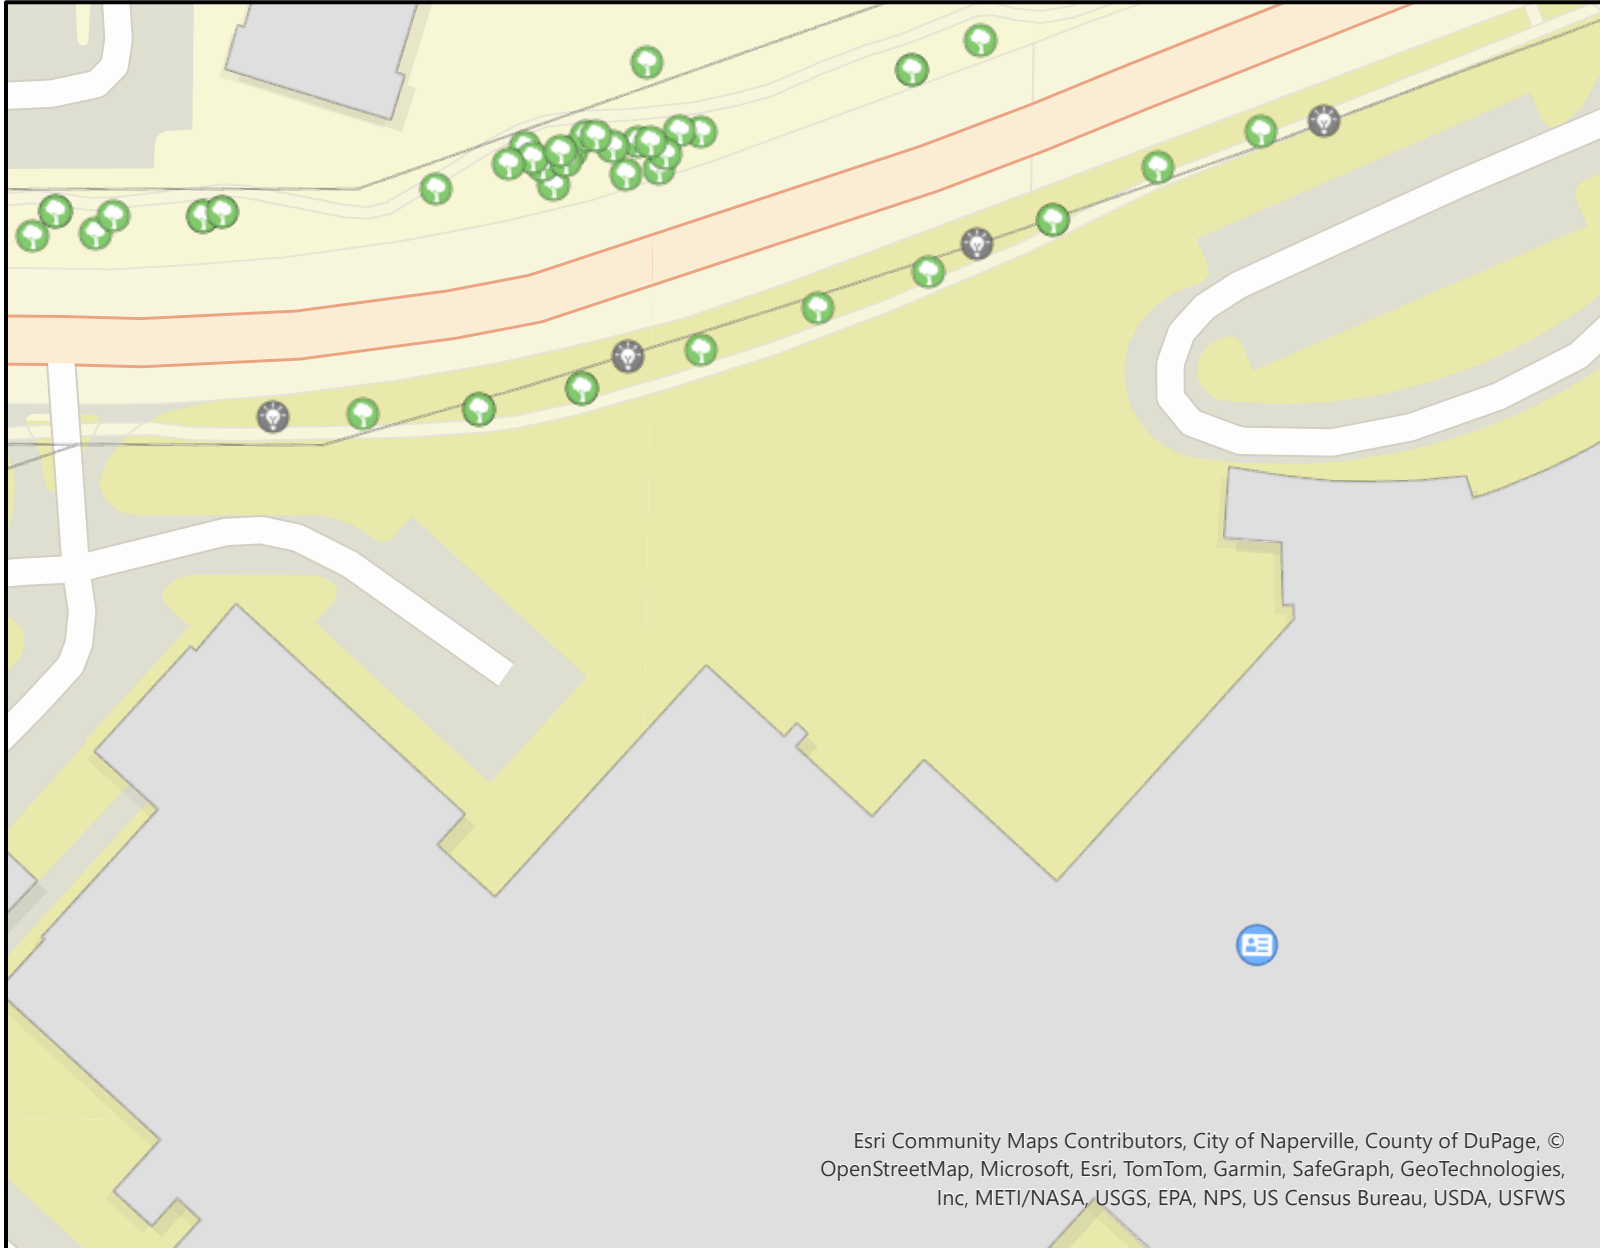 Esri Community Maps Contributors, City of Naperville, County of DuPage, ©
OpenStreetMap, Microsoft, Esri, TomTom, Garmin, SafeGraph, GeoTechnologies,
Inc, METI/NASA, USGS, EPA, NPS, US Census Bureau, USDA, USFWS